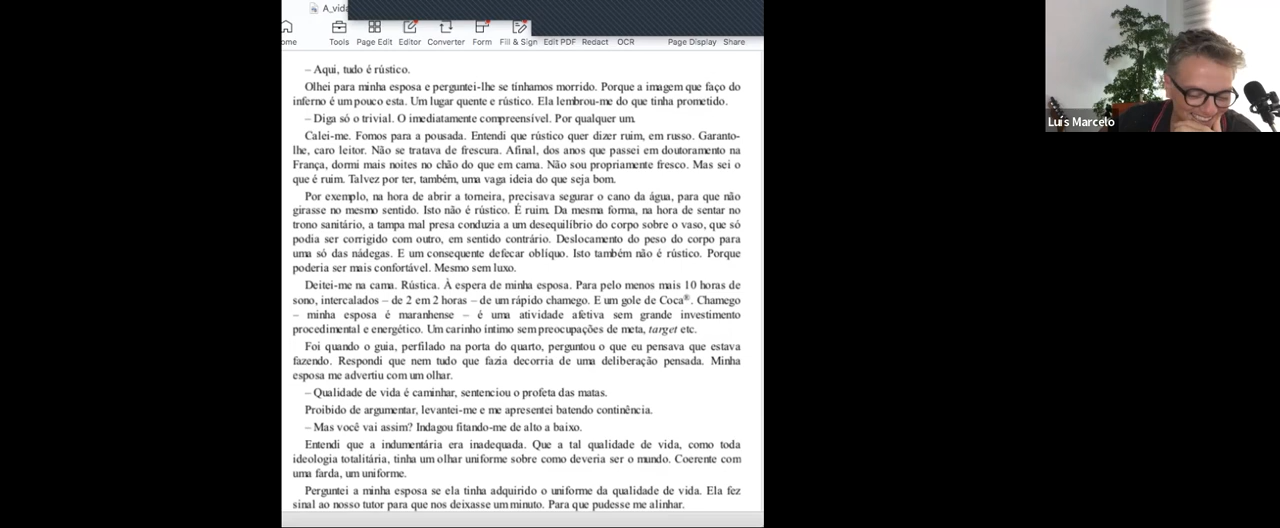 A_vida
ome Tools Page Edit Editor Converter Form Fill & Sign Edit PDF Redact OCR Page Display Share
– Aqui, tudo é rústico.
Olhei para minha esposa e perguntei-lhe se tínhamos morrido. Porque a imagem que faço do
inferno é um pouco esta. Um lugar quente e rústico. Ela lembrou-me do que tinha prometido.
– Diga só o trivial. O imediatamente compreensível. Por qualquer um.
Calei-me. Fomos para a pousada. Entendi que rústico quer dizer ruim, em russo. Garanto-
lhe, caro leitor. Não se tratava de frescura. Afinal, dos anos que passei em doutoramento na
França, dormi mais noites no chão do que em cama. Não sou propriamente fresco. Mas sei o
que é ruim. Talvez por ter, também, uma vaga ideia do que seja bom.
Por exemplo, na hora de abrir a torneira, precisava segurar o cano da água, para que não
girasse no mesmo sentido. Isto não é rústico. É ruim. Da mesma forma, na hora de sentar no
trono sanitário, a tampa mal presa conduzia a um desequilíbrio do corpo sobre o vaso, que só
podia ser corrigido com outro, em sentido contrário. Deslocamento do peso do corpo para
uma só das nádegas. E um consequente defecar oblíquo. Isto também não é rústico. Porque
poderia ser mais confortável. Mesmo sem luxo.
Deitei-me na cama. Rústica. À espera de minha esposa. Para pelo menos mais 10 horas de
sono, intercalados – de 2 em 2 horas – de um rápido chamego. E um gole de Coca®. Chamego
– minha esposa é maranhense – é uma atividade afetiva sem grande investimento
procedimental e energético. Um carinho íntimo sem preocupações de meta, target etc.
Foi quando o guia, perfilado na porta do quarto, perguntou o que eu pensava que estava
fazendo. Respondi que nem tudo que fazia decorria de uma deliberação pensada. Minha
esposa me advertiu com um olhar.
– Qualidade de vida é caminhar, sentenciou o profeta das matas.
Proibido de argumentar, levantei-me e me apresentei batendo continência.
– Mas você vai assim? Indagou fitando-me de alto a baixo.
Entendi que a indumentária era inadequada. Que a tal qualidade de vida, como toda
ideologia totalitária, tinha um olhar uniforme sobre como deveria ser o mundo. Coerente com
uma farda, um uniforme.
Perguntei a minha esposa se ela tinha adquirido o uniforme da qualidade de vida. Ela fez
sinal ao nosso tutor para que nos deixasse um minuto. Para que pudesse me alinhar.
Luís Marcelo